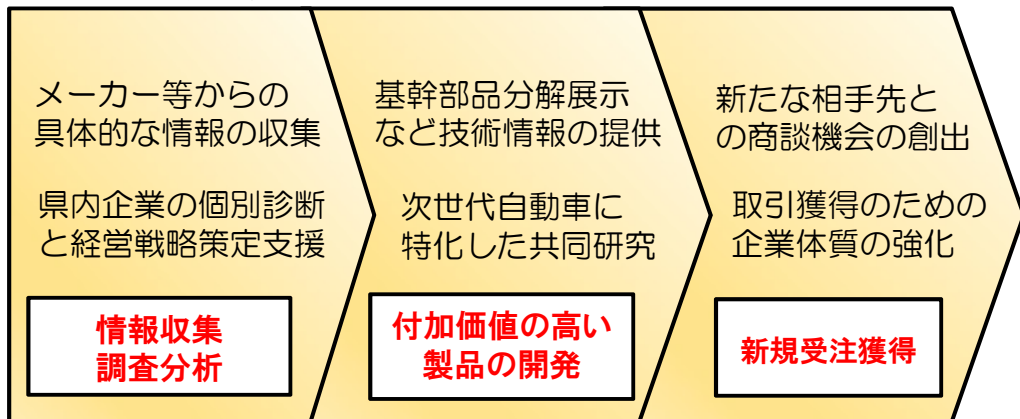 メーカー等からの
具体的な情報の収集
県内企業の個別診断
と経営戦略策定支援
情報収集
調査分析
基幹部品分解展示
など技術情報の提供
次世代自動車に
特化した共同研究
付加価値の高い
製品の開発
新たな相手先と
の商談機会の創出
取引獲得のための
企業体質の強化
新規受注獲得